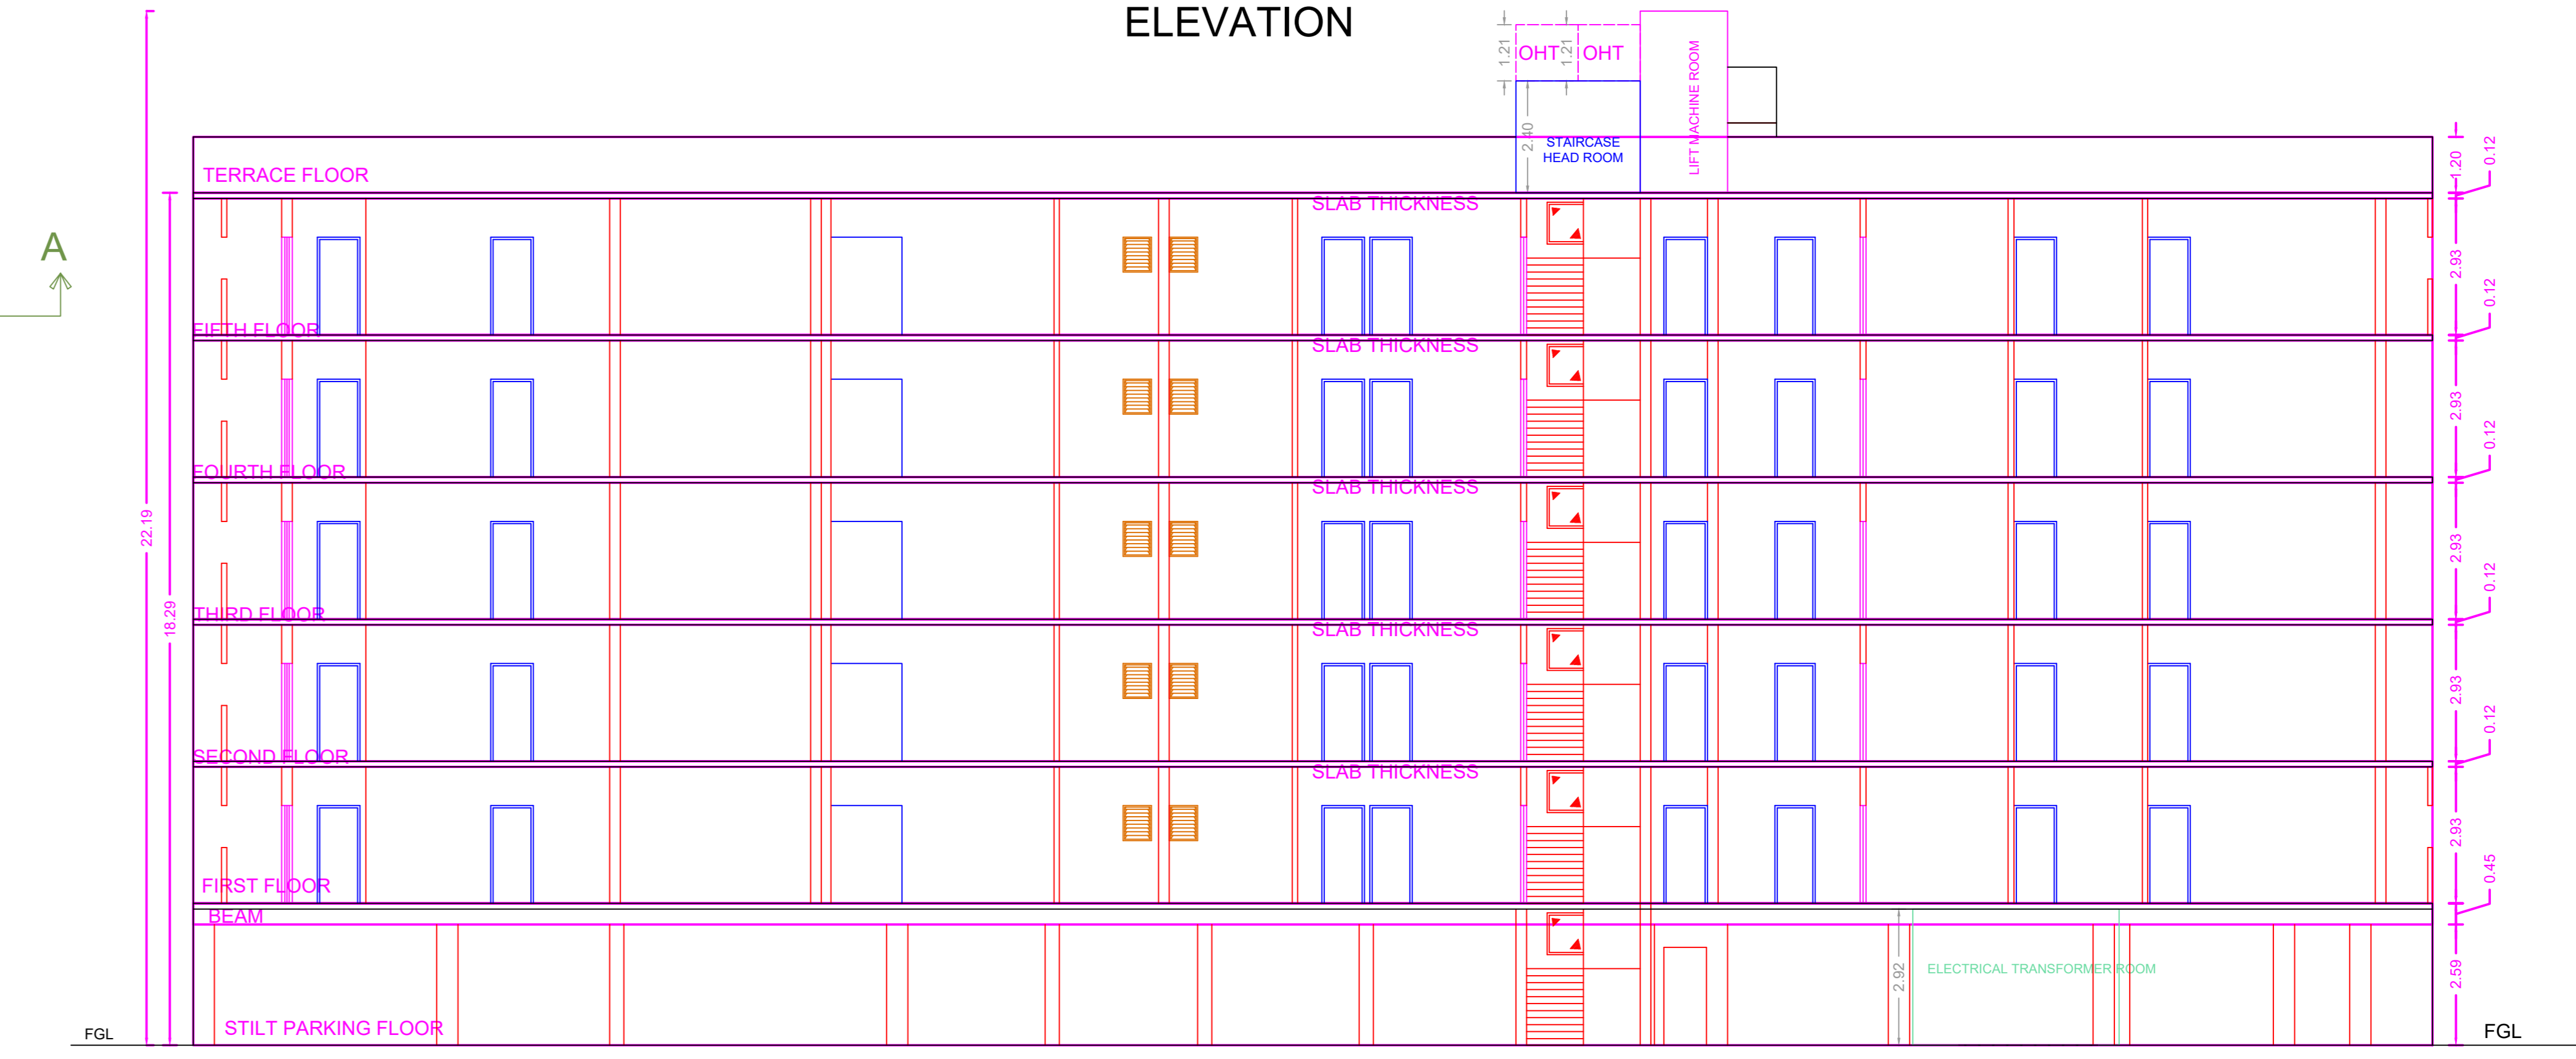 ELEVATION
1.21
OHT
1.21
OHT
LIFT MACHINE ROOM
2.40
STAIRCASE
HEAD ROOM
TERRACE FLOOR
1.20
0.12
SLAB THICKNESS
A
2.93
0.12
FIFTH FLOOR
SLAB THICKNESS
2.93
0.12
FOURTH FLOOR
SLAB THICKNESS
22.19
2.93
0.12
THIRD FLOOR
18.29
SLAB THICKNESS
2.93
0.12
SECOND FLOOR
SLAB THICKNESS
2.93
0.45
FIRST FLOOR
BEAM
2.92
ELECTRICAL TRANSFORMER ROOM
2.59
STILT PARKING FLOOR
FGL
FGL